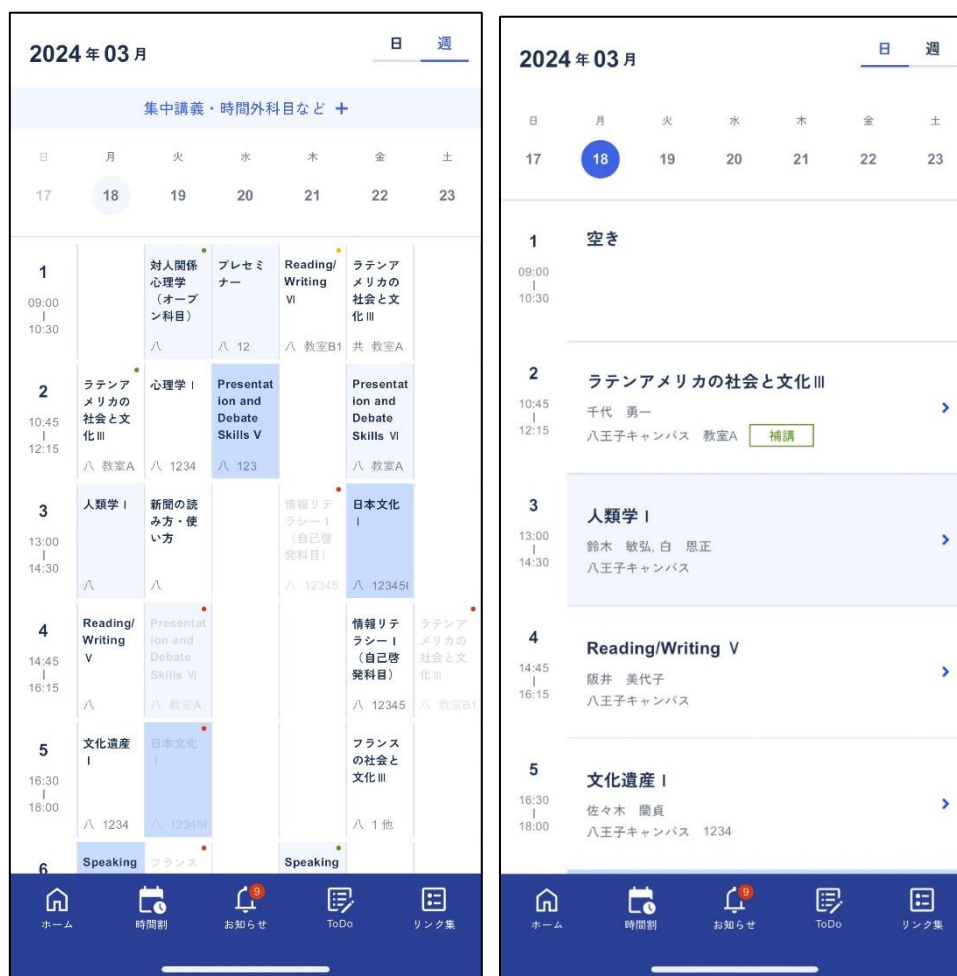 2024 年 03 月
日 週
集中講義・時間外科目など +
日 月 火 水 木 金 土
17 18 19 20 21 22 23
1
09:00
10:30
対人関係
心理学
(オープ
ン科目)
八
プレセミ
ナー
八 12
Reading/
Writing
Ⅵ
八 教室B1
ラテンア
メリカの
社会と文
化Ⅲ
共 教室A
2
10:45
12:15
ラテンア
メリカの
社会と文
化Ⅲ
八 教室A
心理学Ⅰ
八 1234
Presentat
ion and
Debate
Skills Ⅴ
八 123
Presentat
ion and
Debate
Skills Ⅵ
八 教室A
3
13:00
14:30
人類学Ⅰ
八
新聞の読
み方・使
い方
八
情報リテ
ラシーⅠ
(自己啓
発科目)
八 12345
日本文化
Ⅰ
八 123456
4
14:45
16:15
Reading/
Writing
Ⅴ
八
Presentat
ion and
Debate
Skills Ⅵ
八 教室A
情報リテ
ラシーⅠ
(自己啓
発科目)
八 12345
ラテンア
メリカの
社会と文
化Ⅲ
八 教室B1
5
16:30
18:00
文化遺産
Ⅰ
八 1234
日本文化
Ⅰ
八 123456
フランス
の社会と
文化Ⅲ
八 1 他
6
Speaking
フランス
Speaking
ホーム
時間割
9
お知らせ
ToDo
リンク集
2024 年 03 月
日 週
日 月 火 水 木 金 土
17 18 19 20 21 22 23
1
09:00
10:30
空き
2
10:45
12:15
ラテンアメリカの社会と文化Ⅲ
千代 勇一
八王子キャンパス 教室A 補講
3
13:00
14:30
人類学Ⅰ
鈴木 敏弘, 白 恩正
八王子キャンパス
4
14:45
16:15
Reading/Writing Ⅴ
阪井 美代子
八王子キャンパス
5
16:30
18:00
文化遺産Ⅰ
佐々木 蘭貞
八王子キャンパス 1234
ホーム
時間割
9
お知らせ
ToDo
リンク集